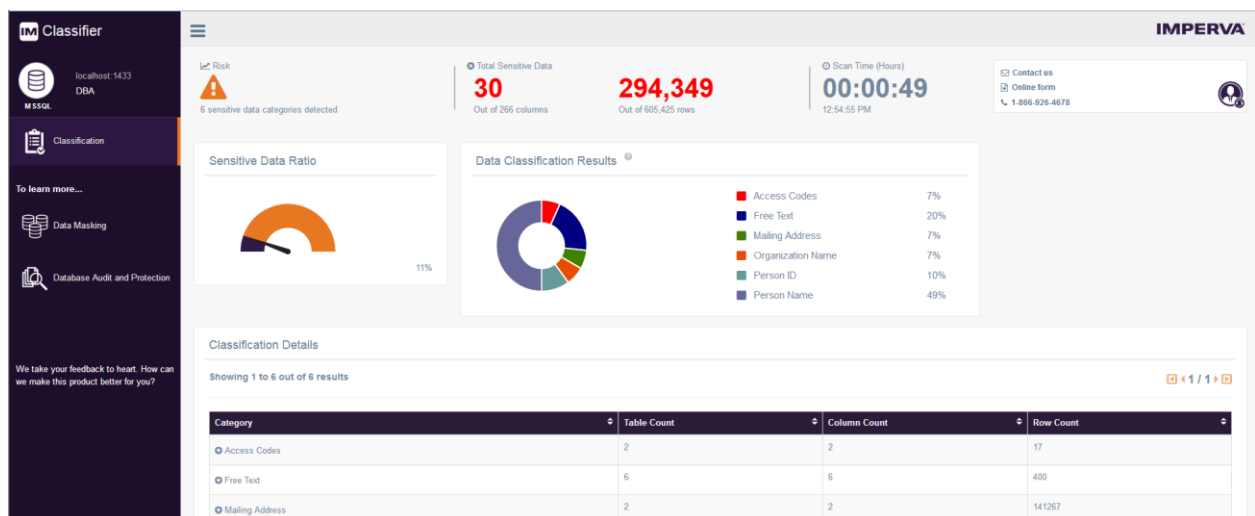 IM Classifier
IMPERVA
MSSQL
localhost:1433
DBA
Classification
To learn more...
Data Masking
Database Audit and Protection
We take your feedback to heart. How can
we make this product better for you?
Risk
6 sensitive data categories detected
Total Sensitive Data
30
Out of 266 columns
294,349
Out of 605,425 rows
Scan Time (Hours)
00:00:49
12:54:55 PM
Contact us
Online form
1-866-926-4678
Sensitive Data Ratio
11%
Data Classification Results
Access Codes 7%
Free Text 20%
Mailing Address 7%
Organization Name 7%
Person ID 10%
Person Name 49%
Classification Details
Showing 1 to 6 out of 6 results
1 / 1
Category Table Count Column Count Row Count
Access Codes 2 2 17
Free Text 6 6 400
Mailing Address 2 2 141267